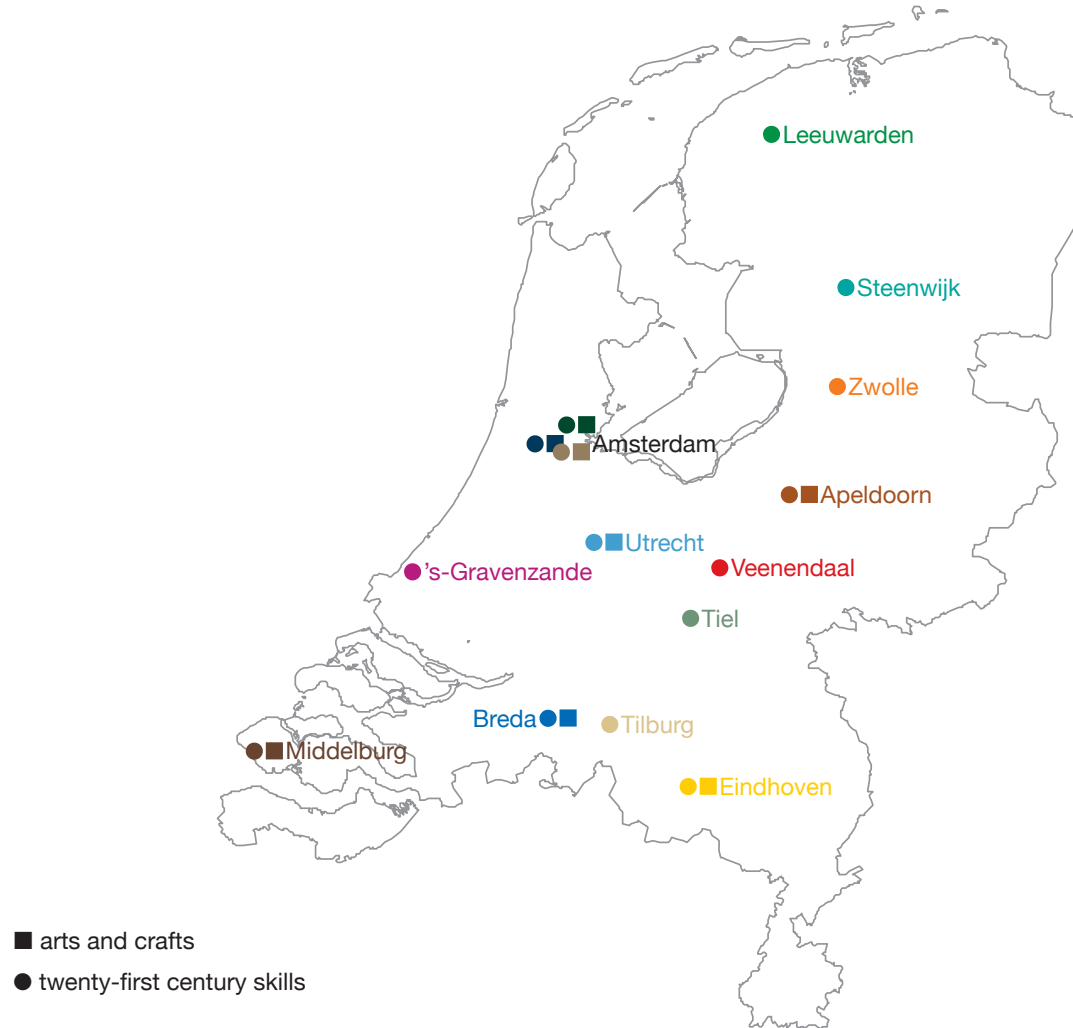 Leeuwarden
Steenwijk
Zwolle
Amsterdam
Apeldoorn
Utrecht
Veenendaal
’s-Gravenzande
Tiel
Breda
Tilburg
Middelburg
Eindhoven
arts and crafts
twenty-first century skills